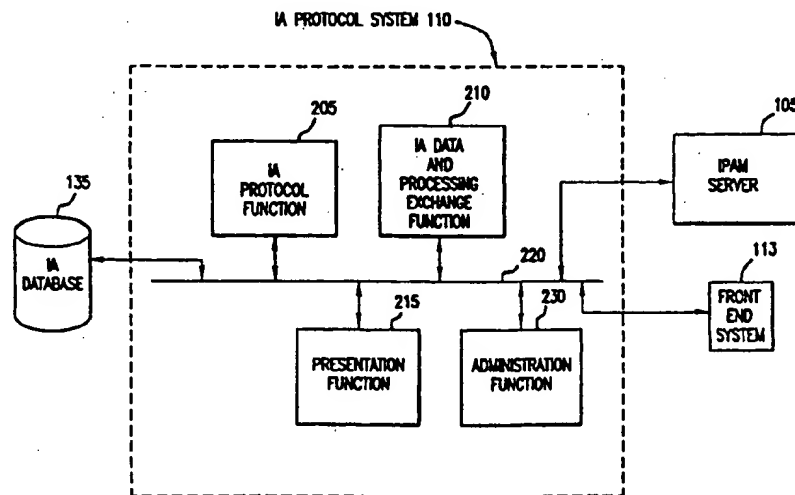 IA PROTOCOL SYSTEM 110
205
IA
PROTOCOL
FUNCTION
210
IA DATA
AND
PROCESSING
EXCHANGE
FUNCTION
105
IPAM
SERVER
135
IA
DATABASE
220
113
FRONT
END
SYSTEM
215
PRESENTATION
FUNCTION
230
ADMINISTRATION
FUNCTION